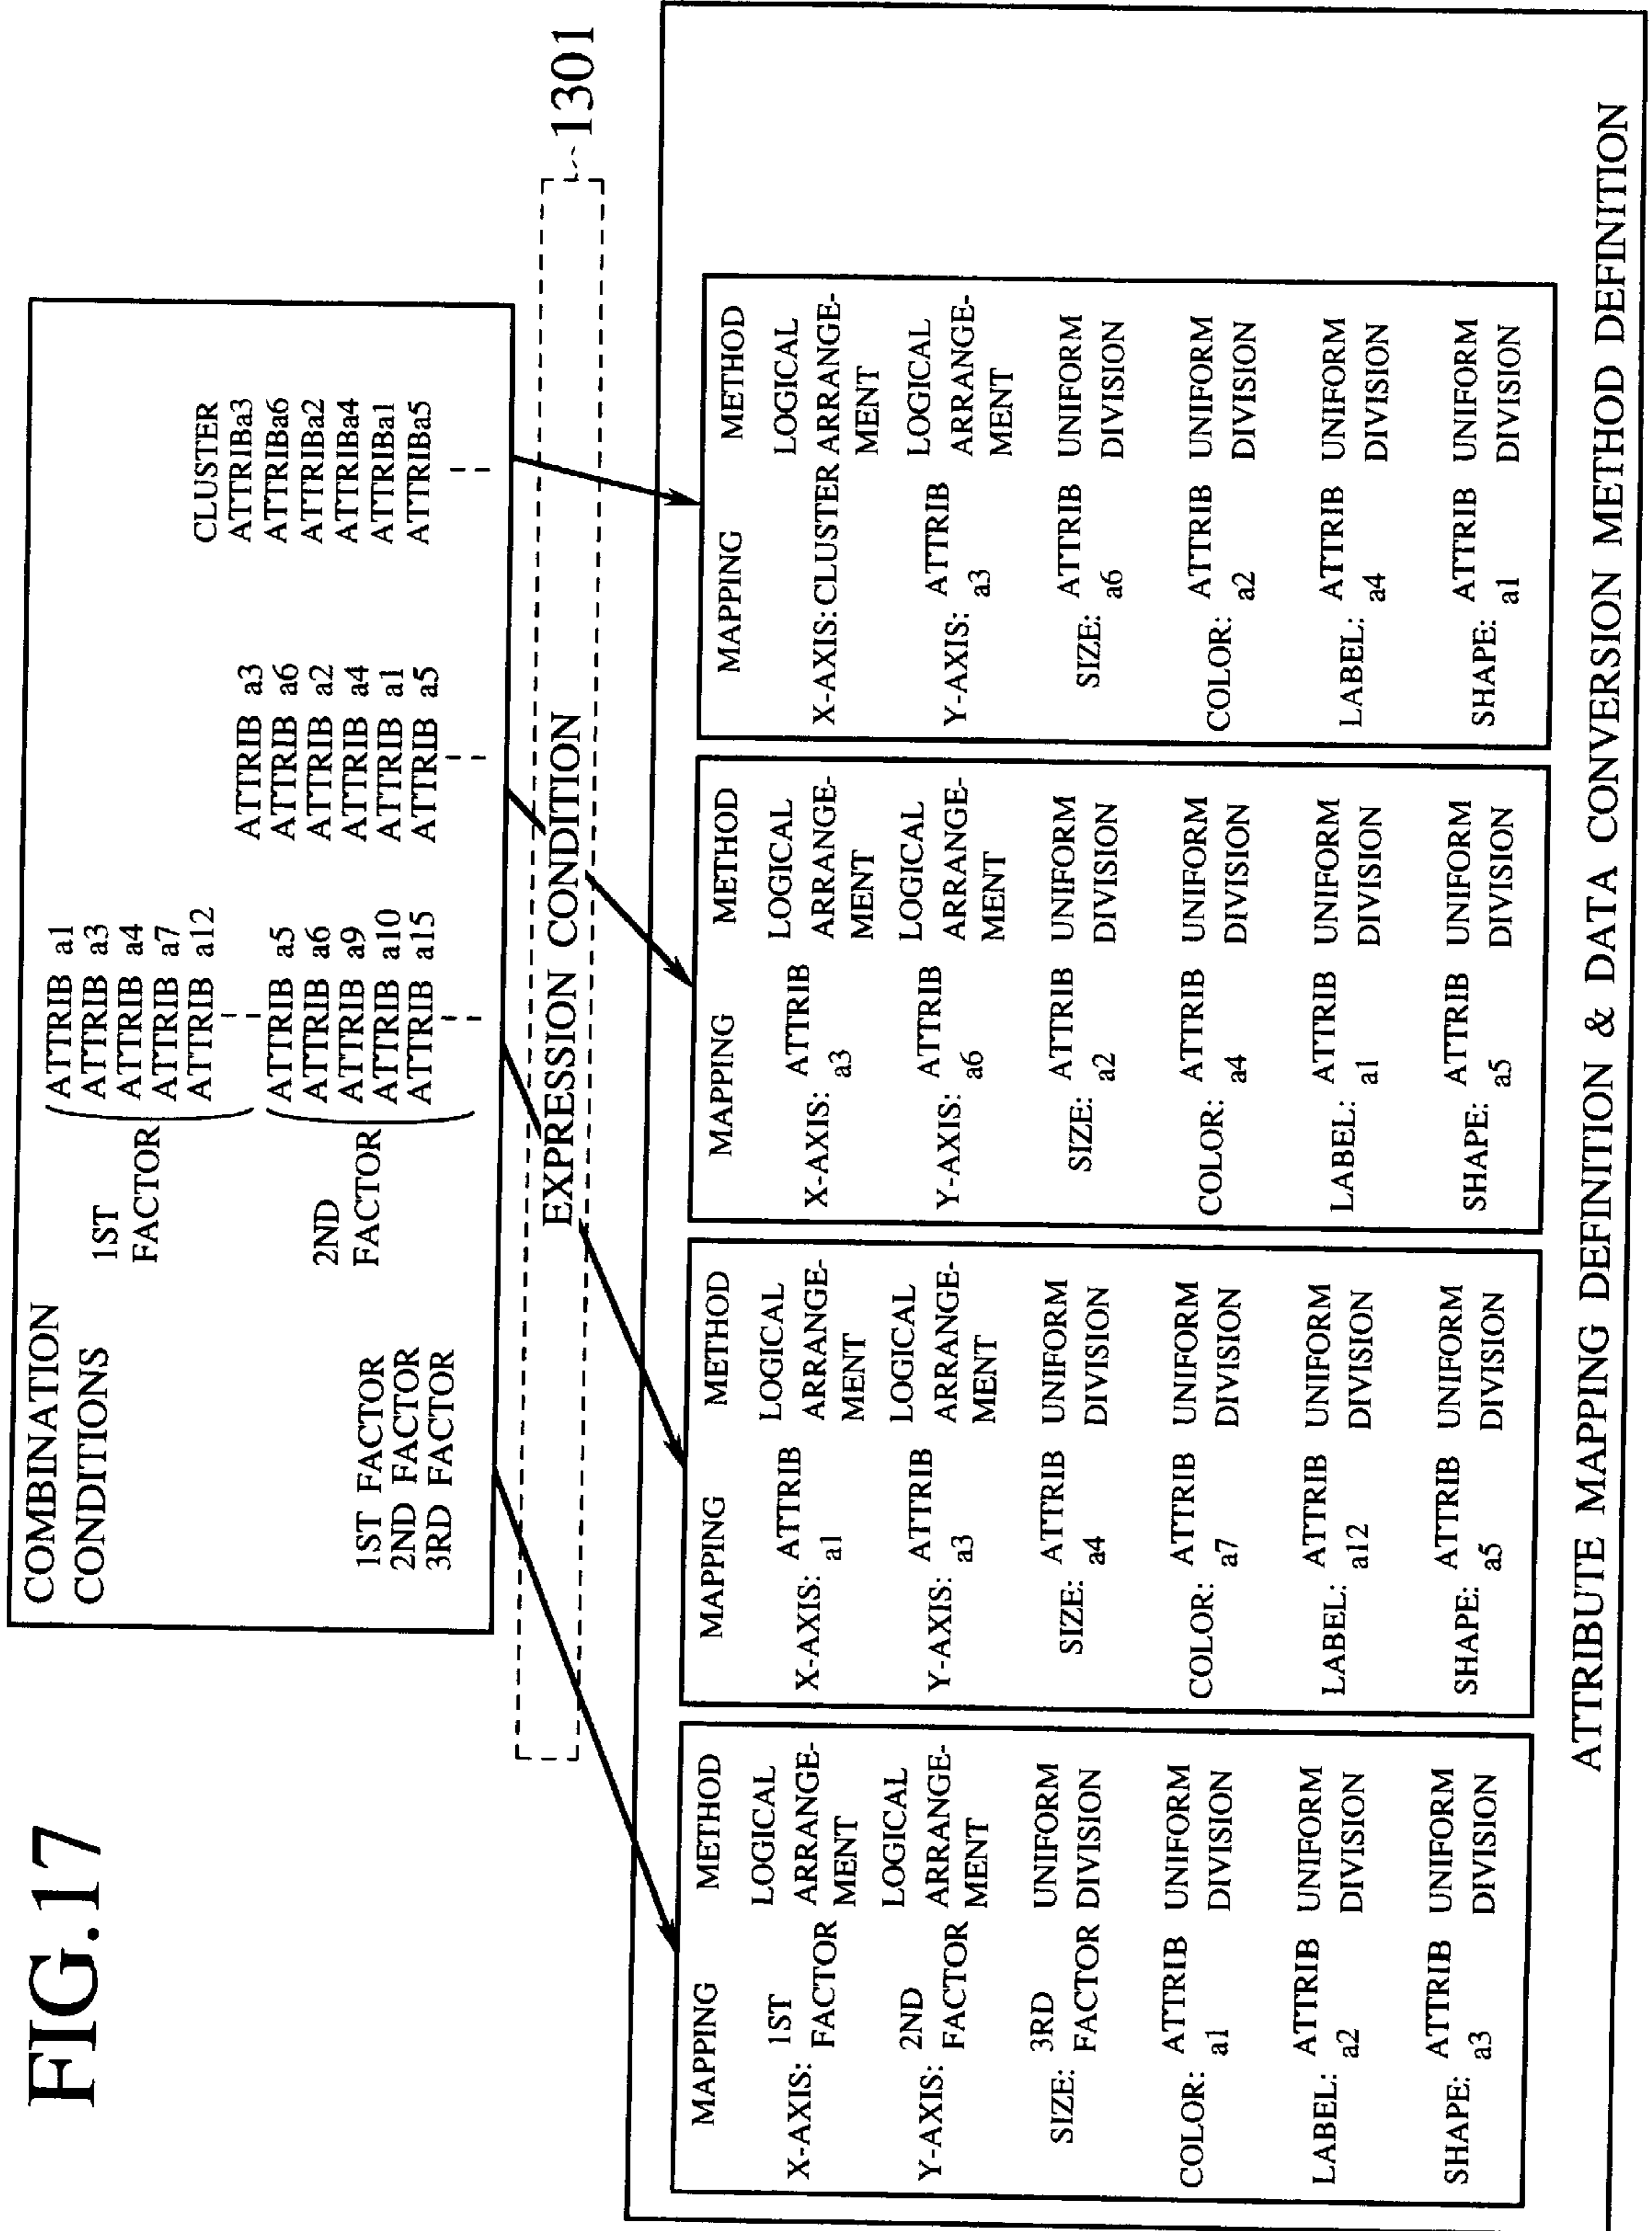 FIG.17
COMBINATION
CONDITIONS
1ST FACTOR
2ND FACTOR
3RD FACTOR
1ST
FACTOR
ATTRIB a1
ATTRIB a3
ATTRIB a4
ATTRIB a7
ATTRIB a12
2ND
FACTOR
ATTRIB a5
ATTRIB a6
ATTRIB a9
ATTRIB a10
ATTRIB a15
ATTRIB a3
ATTRIB a6
ATTRIB a2
ATTRIB a4
ATTRIB a1
ATTRIB a5
CLUSTER
ATTRIBa3
ATTRIBa6
ATTRIBa2
ATTRIBa4
ATTRIBa1
ATTRIBa5
EXPRESSION CONDITION
1301
MAPPING METHOD
1ST LOGICAL
X-AXIS: FACTOR ARRANGE-
MENT
2ND LOGICAL
Y-AXIS: FACTOR ARRANGE-
MENT
3RD UNIFORM
SIZE: FACTOR DIVISION
COLOR: ATTRIB UNIFORM
a1 DIVISION
LABEL: ATTRIB UNIFORM
a2 DIVISION
SHAPE: ATTRIB UNIFORM
a3 DIVISION
MAPPING METHOD
LOGICAL
X-AXIS: ATTRIB ARRANGE-
a1 MENT
LOGICAL
Y-AXIS: ATTRIB ARRANGE-
a3 MENT
SIZE: ATTRIB UNIFORM
a4 DIVISION
COLOR: ATTRIB UNIFORM
a7 DIVISION
LABEL: ATTRIB UNIFORM
a12 DIVISION
SHAPE: ATTRIB UNIFORM
a5 DIVISION
MAPPING METHOD
LOGICAL
X-AXIS: ATTRIB ARRANGE-
a3 MENT
LOGICAL
Y-AXIS: ATTRIB ARRANGE-
a6 MENT
SIZE: ATTRIB UNIFORM
a2 DIVISION
COLOR: ATTRIB UNIFORM
a4 DIVISION
LABEL: ATTRIB UNIFORM
a1 DIVISION
SHAPE: ATTRIB UNIFORM
a5 DIVISION
MAPPING METHOD
LOGICAL
X-AXIS: CLUSTER ARRANGE-
MENT
LOGICAL
Y-AXIS: ATTRIB ARRANGE-
a3 MENT
SIZE: ATTRIB UNIFORM
a6 DIVISION
COLOR: ATTRIB UNIFORM
a2 DIVISION
LABEL: ATTRIB UNIFORM
a4 DIVISION
SHAPE: ATTRIB UNIFORM
a1 DIVISION
ATTRIBUTE MAPPING DEFINITION & DATA CONVERSION METHOD DEFINITION